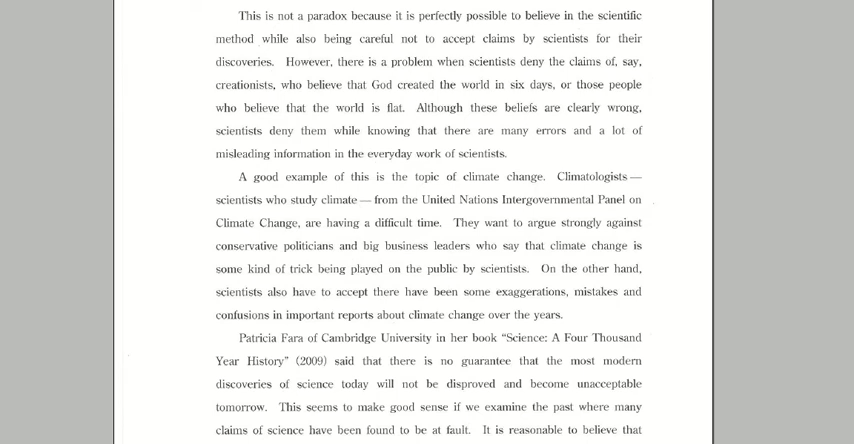 This is not a paradox because it is perfectly possible to believe in the scientific
method while also being careful not to accept claims by scientists for their
discoveries. However, there is a problem when scientists deny the claims of, say,
creationists, who believe that God created the world in six days, or those people
who believe that the world is flat. Although these beliefs are clearly wrong,
scientists deny them while knowing that there are many errors and a lot of
misleading information in the everyday work of scientists.
A good example of this is the topic of climate change. Climatologists —
scientists who study climate — from the United Nations Intergovernmental Panel on
Climate Change, are having a difficult time. They want to argue strongly against
conservative politicians and big business leaders who say that climate change is
some kind of trick being played on the public by scientists. On the other hand,
scientists also have to accept there have been some exaggerations, mistakes and
confusions in important reports about climate change over the years.
Patricia Fara of Cambridge University in her book “Science: A Four Thousand
Year History” (2009) said that there is no guarantee that the most modern
discoveries of science today will not be disproved and become unacceptable
tomorrow. This seems to make good sense if we examine the past where many
claims of science have been found to be at fault. It is reasonable to believe that